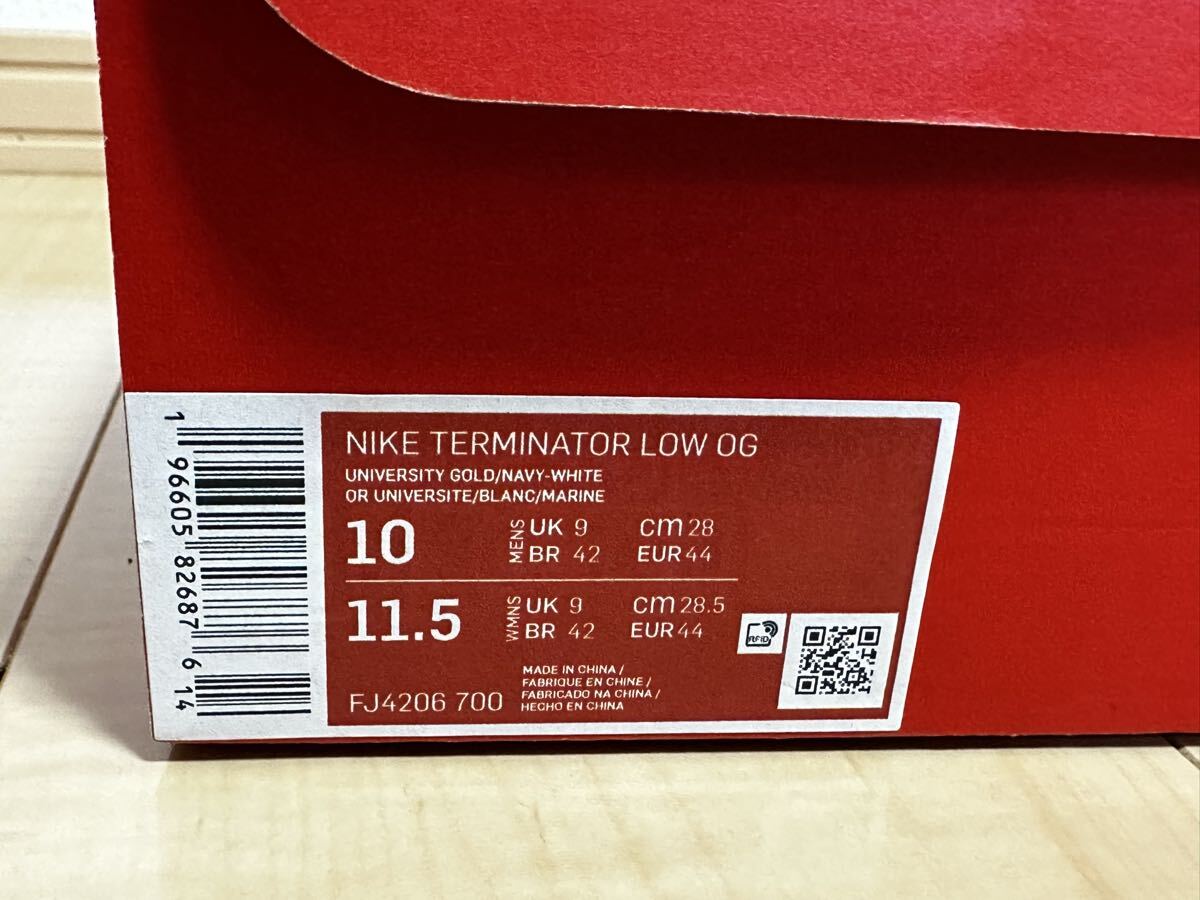 1 96605 82687 6 14
NIKE TERMINATOR LOW OG
UNIVERSITY GOLD/NAVY-WHITE
OR UNIVERSITE/BLANC/MARINE
10 MENS UK 9 cm 28
BR 42 EUR 44
11.5 WMNS UK 9 cm 28.5
BR 42 EUR 44
RFID
FJ4206 700
MADE IN CHINA /
FABRIQUE EN CHINE /
FABRICADO NA CHINA /
HECHO EN CHINA